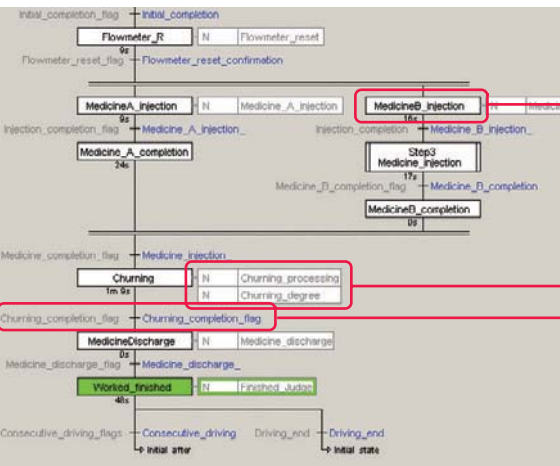 Initial_completion_flag Initial_completion
Flowmeter_R N Flowmeter_reset
9s
Flowmeter_reset_flag Flowmeter_reset_confirmation
MedicineA_injection N Medicine_A_injection MedicineB_injection N
9s 16s
Injection_completion_flag Medicine_A_injection_ Injection_completion Medicine_B_injection_
Medicine_A_completion Step3
Medicine_injection
24s 17s
Medicine_B_completion_flag Medicine_B_completion
MedicineB_completion
0s
Medicine_completion_flag Medicine_injection_
Churning N Churning_processing
1m 9s N Churning_degree
Churning_completion_flag Churning_completion_flag
MedicineDischarge N Medicine_discharge
0s
Medicine_discharge_flag Medicine_discharge_
Worked_finished N Finished_Judge
48s
Consecutive_driving_flags Consecutive_driving Driving_end Driving_end
Initial after Initial state